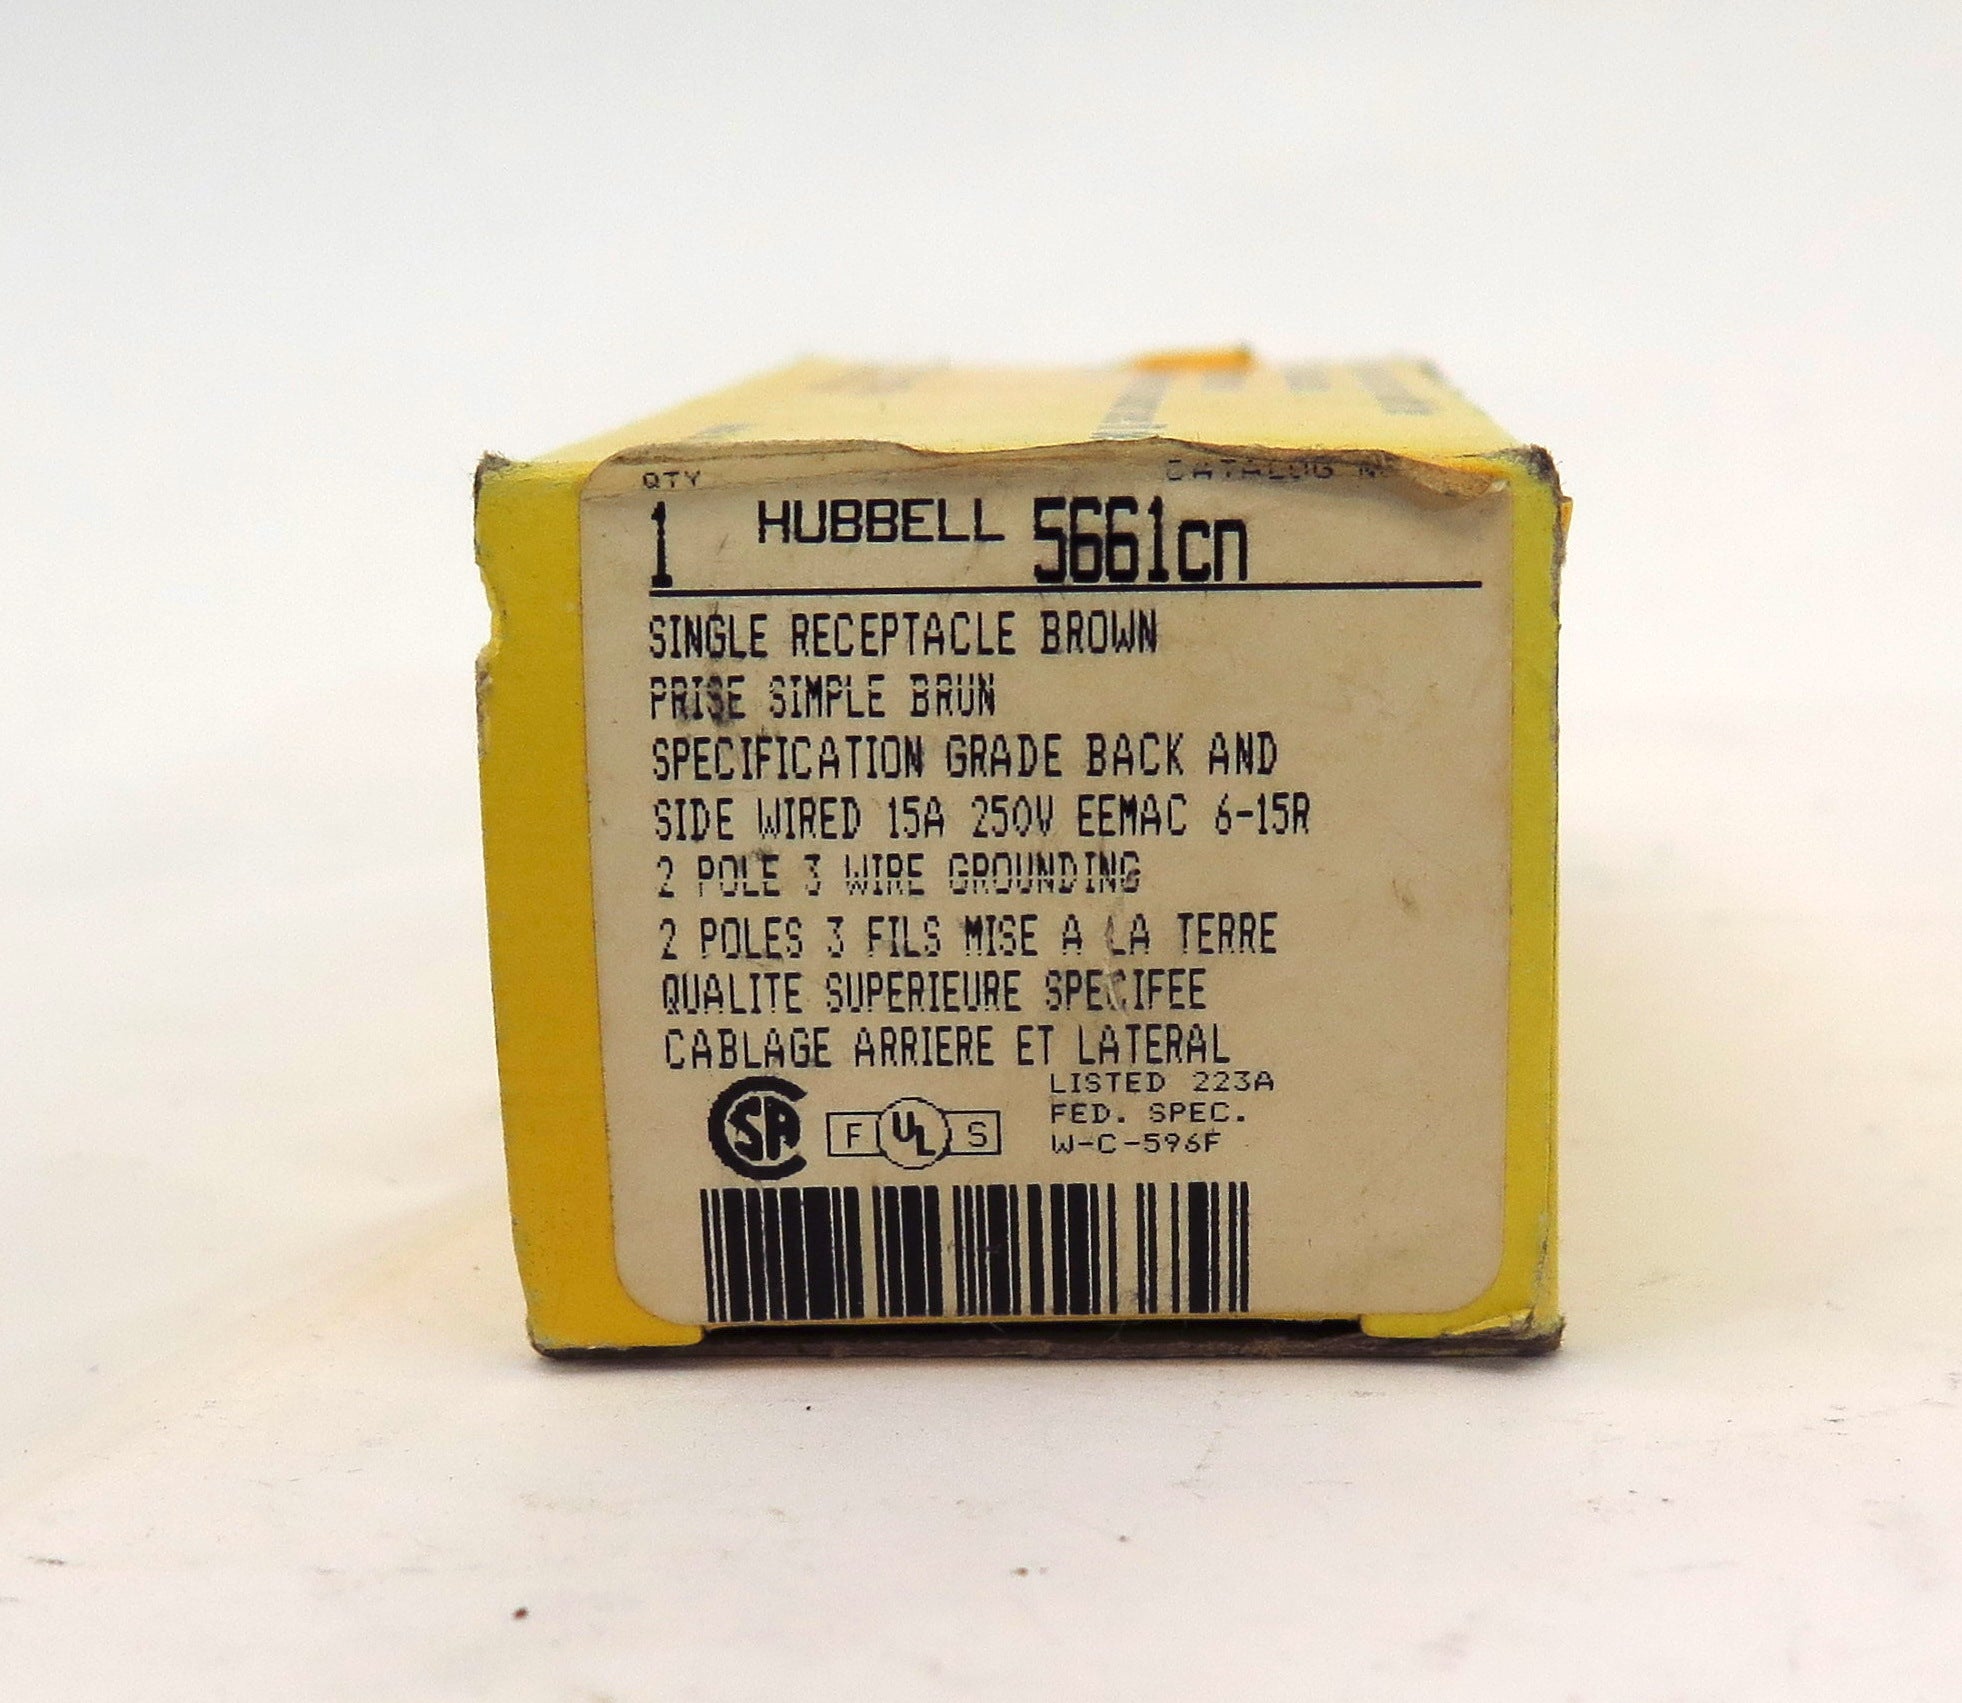 QTY CATALOG
1 HUBBELL 5661cn
SINGLE RECEPTACLE BROWN
PRISE SIMPLE BRUN
SPECIFICATION GRADE BACK AND
SIDE WIRED 15A 250V EEMAC 6-15R
2 POLE 3 WIRE GROUNDING
2 POLES 3 FILS MISE A LA TERRE
QUALITE SUPERIEURE SPECIFEE
CABLAGE ARRIERE ET LATERAL
LISTED 223A
FED. SPEC.
W-C-596F
SA
F UL S